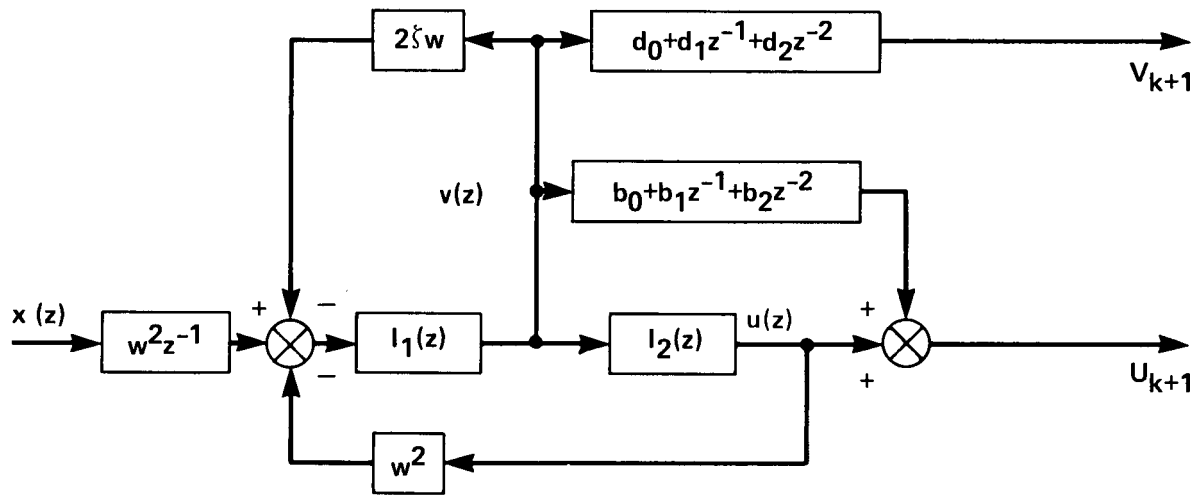 2ζw
d₀+d₁z⁻¹+d₂z⁻²
Vₖ₊₁
v(z)
b₀+b₁z⁻¹+b₂z⁻²
x (z)
+
−
w²z⁻¹
I₁(z)
I₂(z)
u(z)
+
−
+
Uₖ₊₁
w²